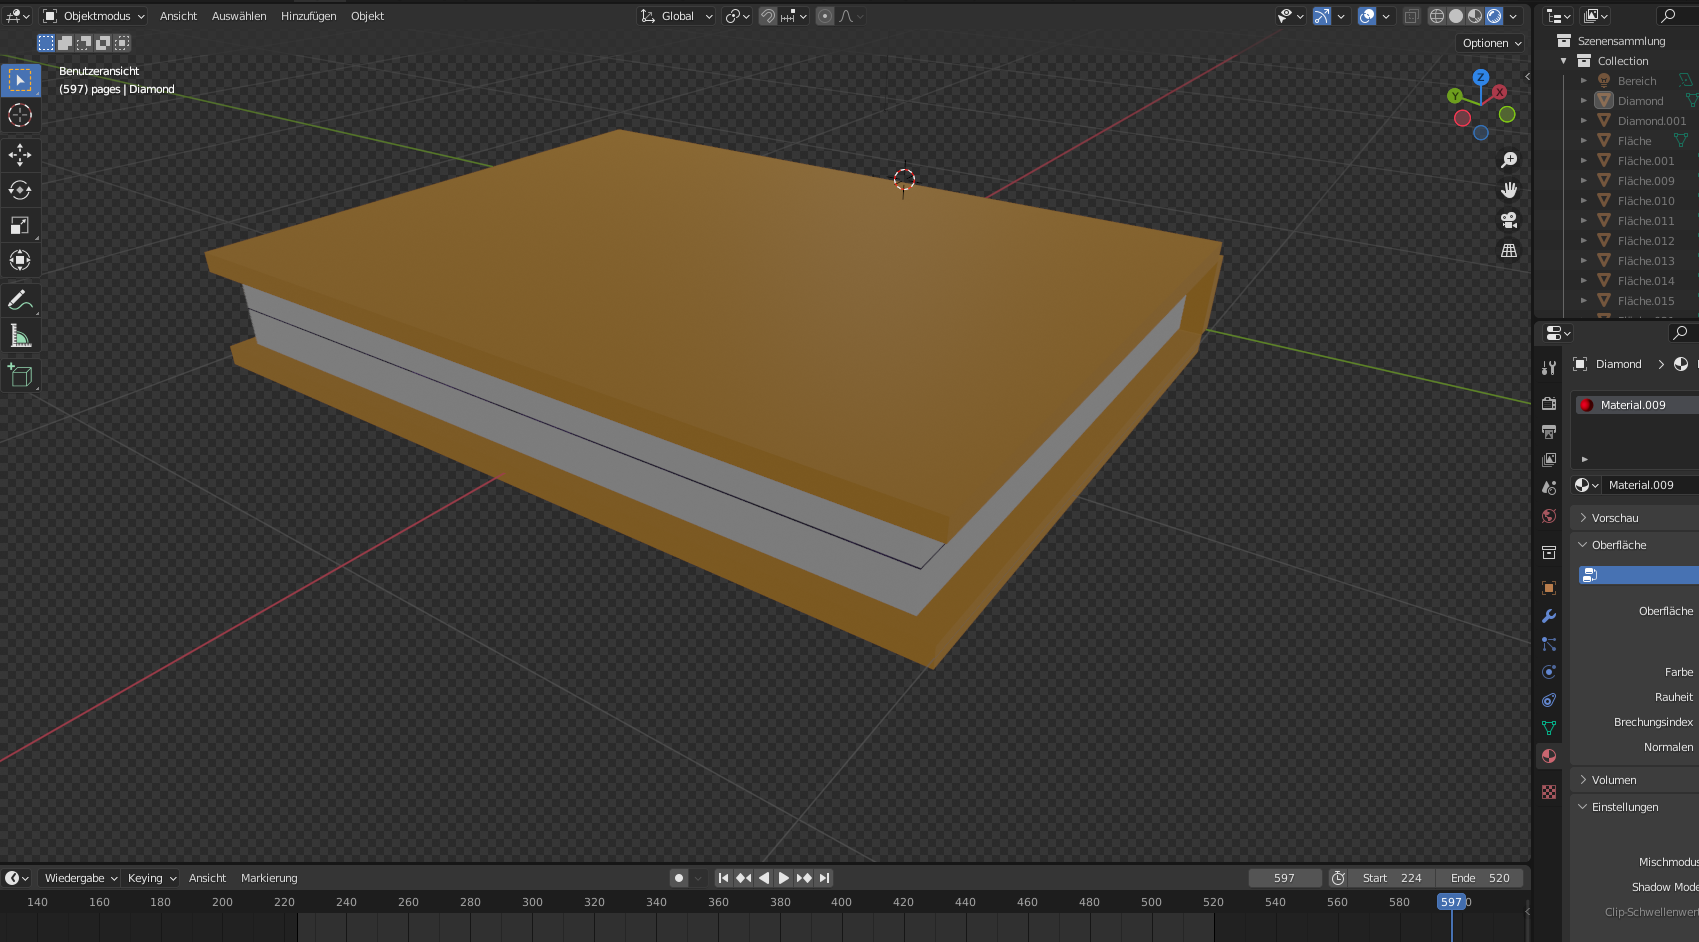 Objektmodus Ansicht Auswählen Hinzufügen Objekt Global
Optionen
Benutzeransicht
(597) pages | Diamond
Z
Y X
Szenensammlung
Collection
Bereich
Diamond
Diamond.001
Fläche
Fläche.001
Fläche.009
Fläche.010
Fläche.011
Fläche.012
Fläche.013
Fläche.014
Fläche.015
Diamond
Material.009
Material.009
Vorschau
Oberfläche
Oberfläche
Farbe
Rauheit
Brechungsindex
Normalen
Volumen
Einstellungen
Mischmodus
Shadow Mode
Clip-Schwellenwert
Wiedergabe Keying Ansicht Markierung 597 Start 224 Ende 520
140 160 180 200 220 240 260 280 300 320 340 360 380 400 420 440 460 480 500 520 540 560 580 597